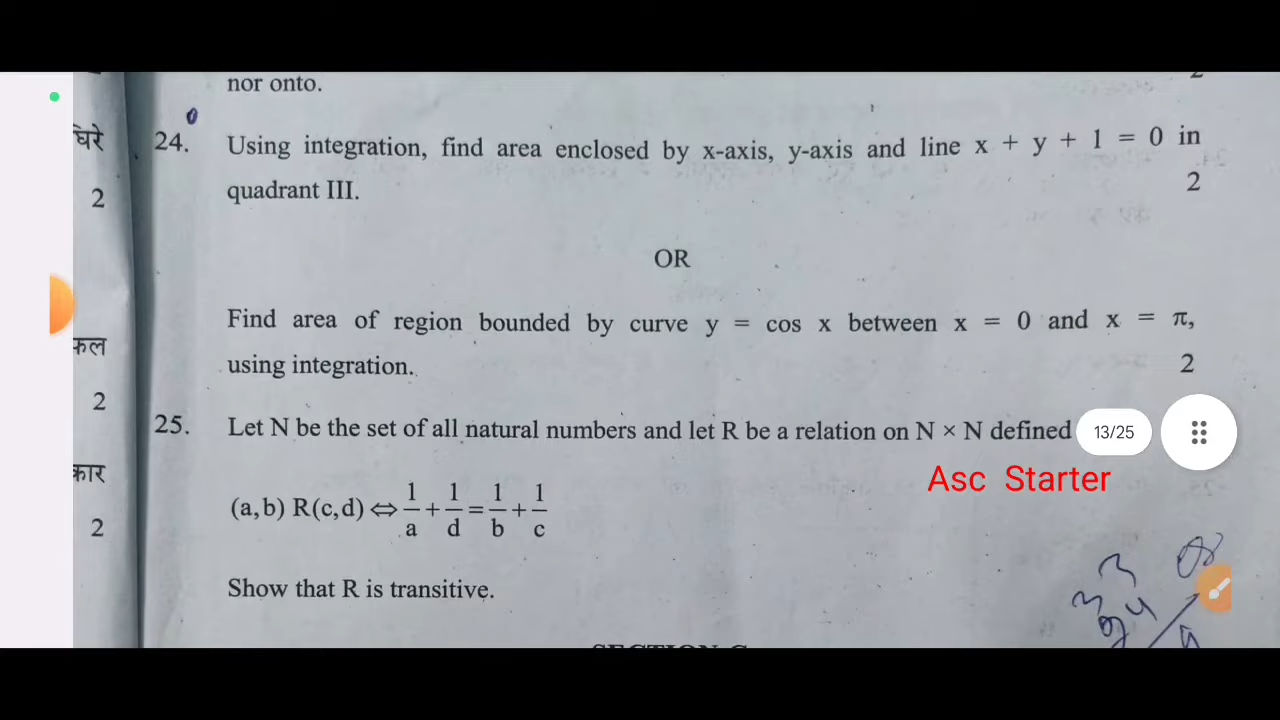 nor onto.
घेरे
24. Using integration, find area enclosed by x-axis, y-axis and line x + y + 1 = 0 in
quadrant III. 2
2
OR
Find area of region bounded by curve y = cos x between x = 0 and x = π,
using integration. 2
फल
2
25. Let N be the set of all natural numbers and let R be a relation on N × N defined
13/25
Asc Starter
कार
(a,b) R(c,d) ⇔ 1/a + 1/d = 1/b + 1/c
2
Show that R is transitive.